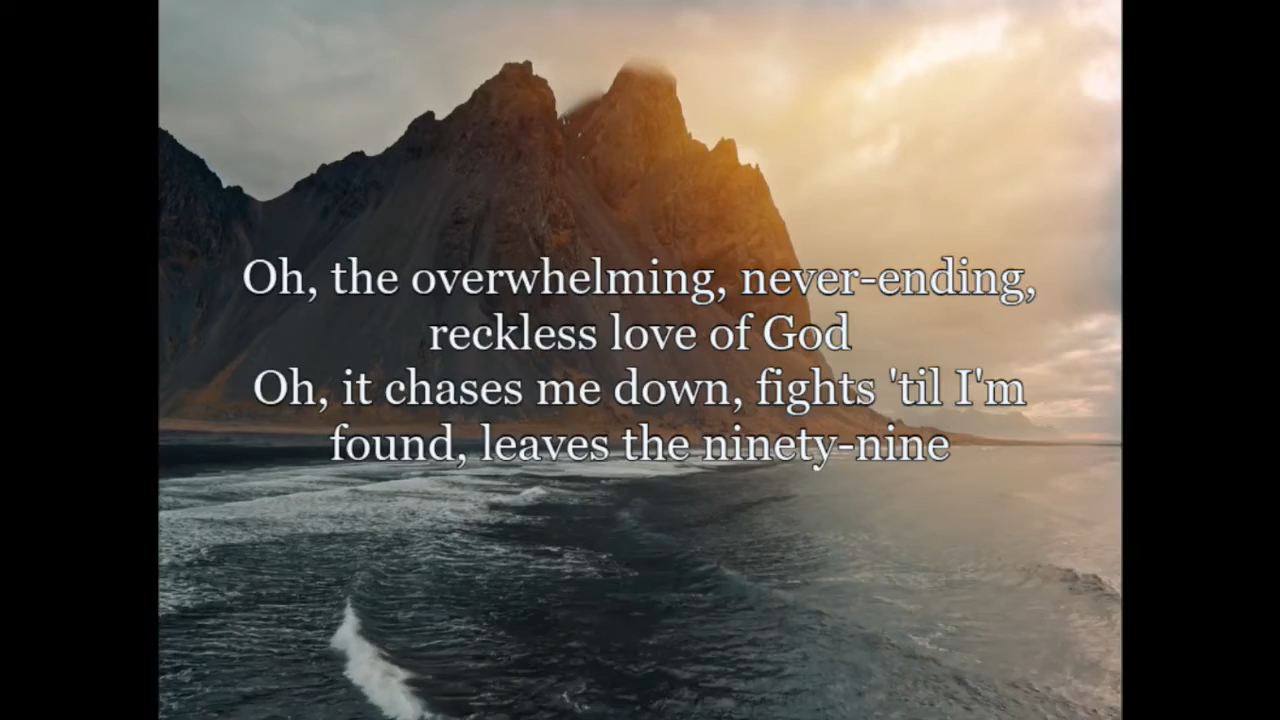 Oh, the overwhelming, never-ending,
reckless love of God
Oh, it chases me down, fights 'til I'm
found, leaves the ninety-nine